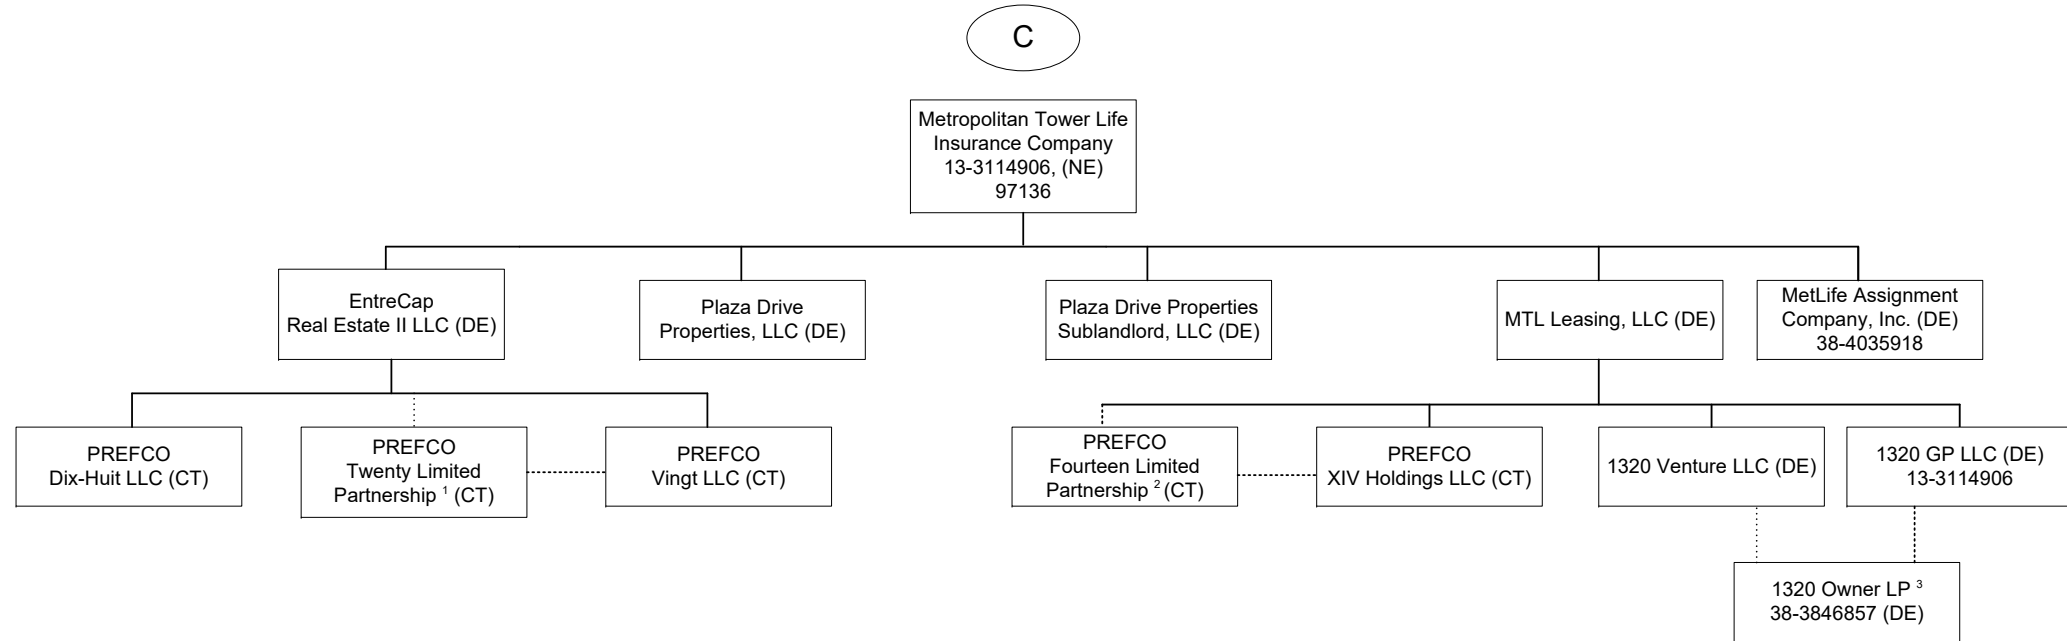 C
Metropolitan Tower Life
Insurance Company
13-3114906, (NE)
97136
EntreCap
Real Estate II LLC (DE)
Plaza Drive
Properties, LLC (DE)
Plaza Drive Properties
Sublandlord, LLC (DE)
MTL Leasing, LLC (DE)
MetLife Assignment
Company, Inc. (DE)
38-4035918
PREFCO
Dix-Huit LLC (CT)
PREFCO
Twenty Limited
Partnership ¹ (CT)
PREFCO
Vingt LLC (CT)
PREFCO
Fourteen Limited
Partnership ² (CT)
PREFCO
XIV Holdings LLC (CT)
1320 Venture LLC (DE)
1320 GP LLC (DE)
13-3114906
1320 Owner LP ³
38-3846857 (DE)